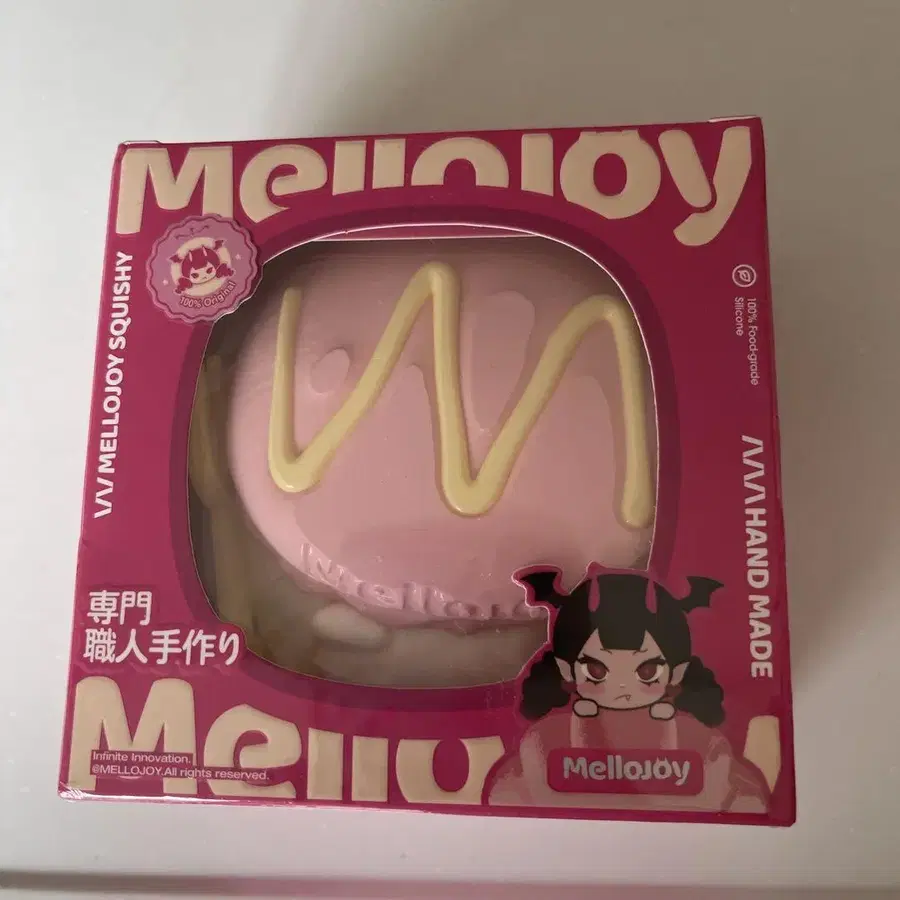 MelloJoy
100% Original
MELLOJOY SQUISHY
100% Food-grade
Silicone
HAND MADE
専門
職人手作り
Infinite Innovation.
@MELLOJOY.All rights reserved.
MelloJoy